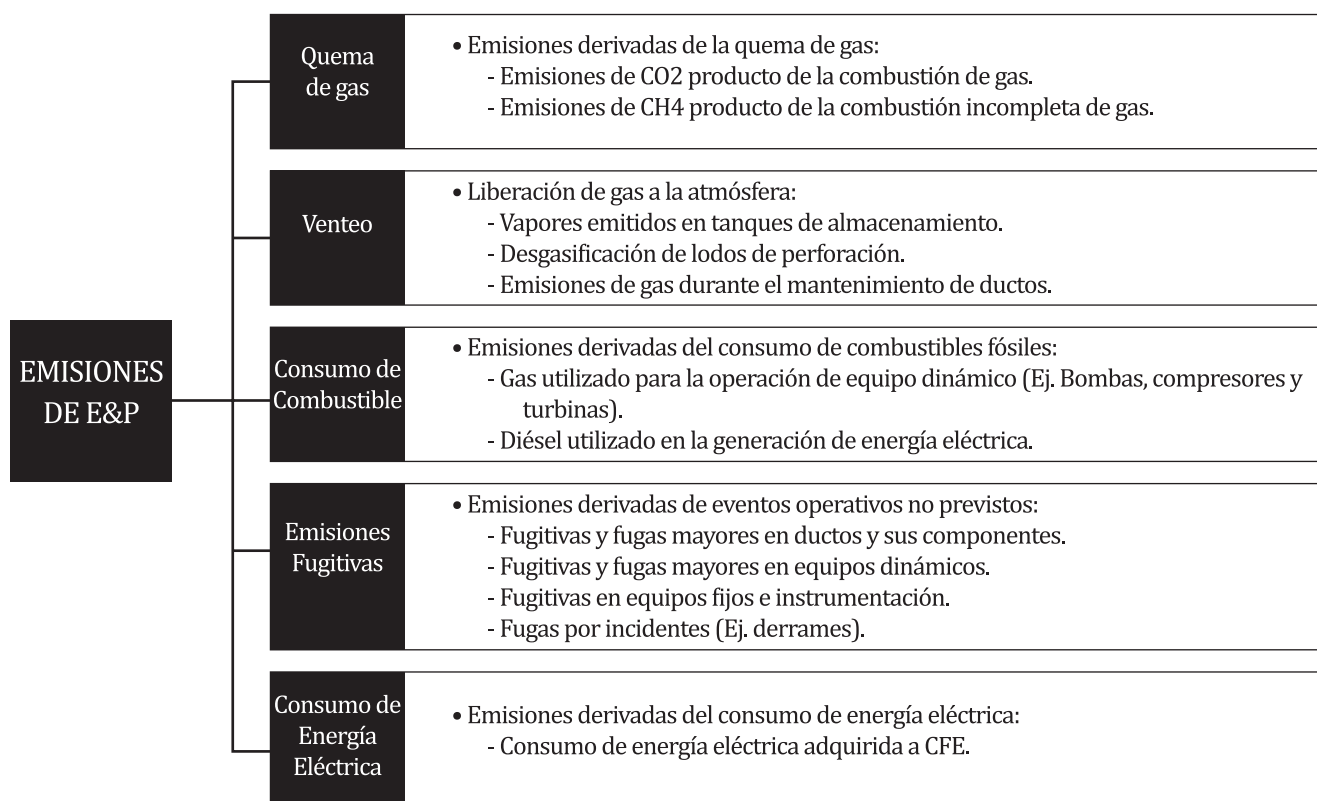 EMISIONES
DE E&P
Quema
de gas
• Emisiones derivadas de la quema de gas:
- Emisiones de CO2 producto de la combustión de gas.
- Emisiones de CH4 producto de la combustión incompleta de gas.
Venteo
• Liberación de gas a la atmósfera:
- Vapores emitidos en tanques de almacenamiento.
- Desgasificación de lodos de perforación.
- Emisiones de gas durante el mantenimiento de ductos.
Consumo de
Combustible
• Emisiones derivadas del consumo de combustibles fósiles:
- Gas utilizado para la operación de equipo dinámico (Ej. Bombas, compresores y
turbinas).
- Diésel utilizado en la generación de energía eléctrica.
Emisiones
Fugitivas
• Emisiones derivadas de eventos operativos no previstos:
- Fugitivas y fugas mayores en ductos y sus componentes.
- Fugitivas y fugas mayores en equipos dinámicos.
- Fugitivas en equipos fijos e instrumentación.
- Fugas por incidentes (Ej. derrames).
Consumo de
Energía
Eléctrica
• Emisiones derivadas del consumo de energía eléctrica:
- Consumo de energía eléctrica adquirida a CFE.